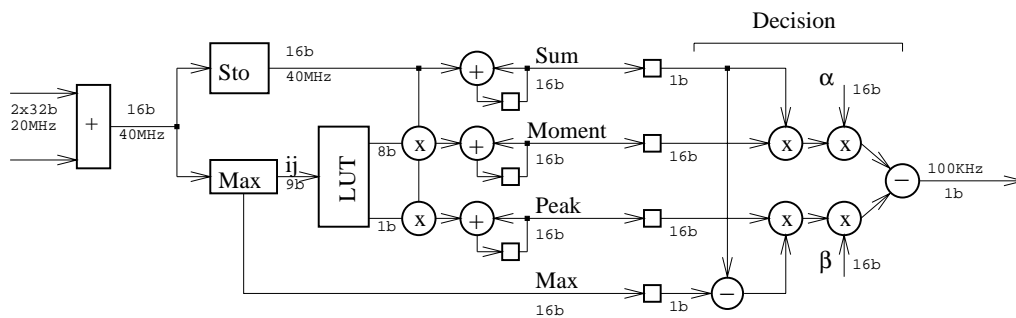 Decision
16b
Sum
Sto
40MHz
+
16b
1b
α
16b
2x32b
20MHz
+
16b
40MHz
ij
9b
Max
LUT
8b
x
+
Moment
16b
16b
x
x
−
100KHz
1b
1b
x
+
Peak
16b
16b
x
x
β
16b
Max
16b
1b
−